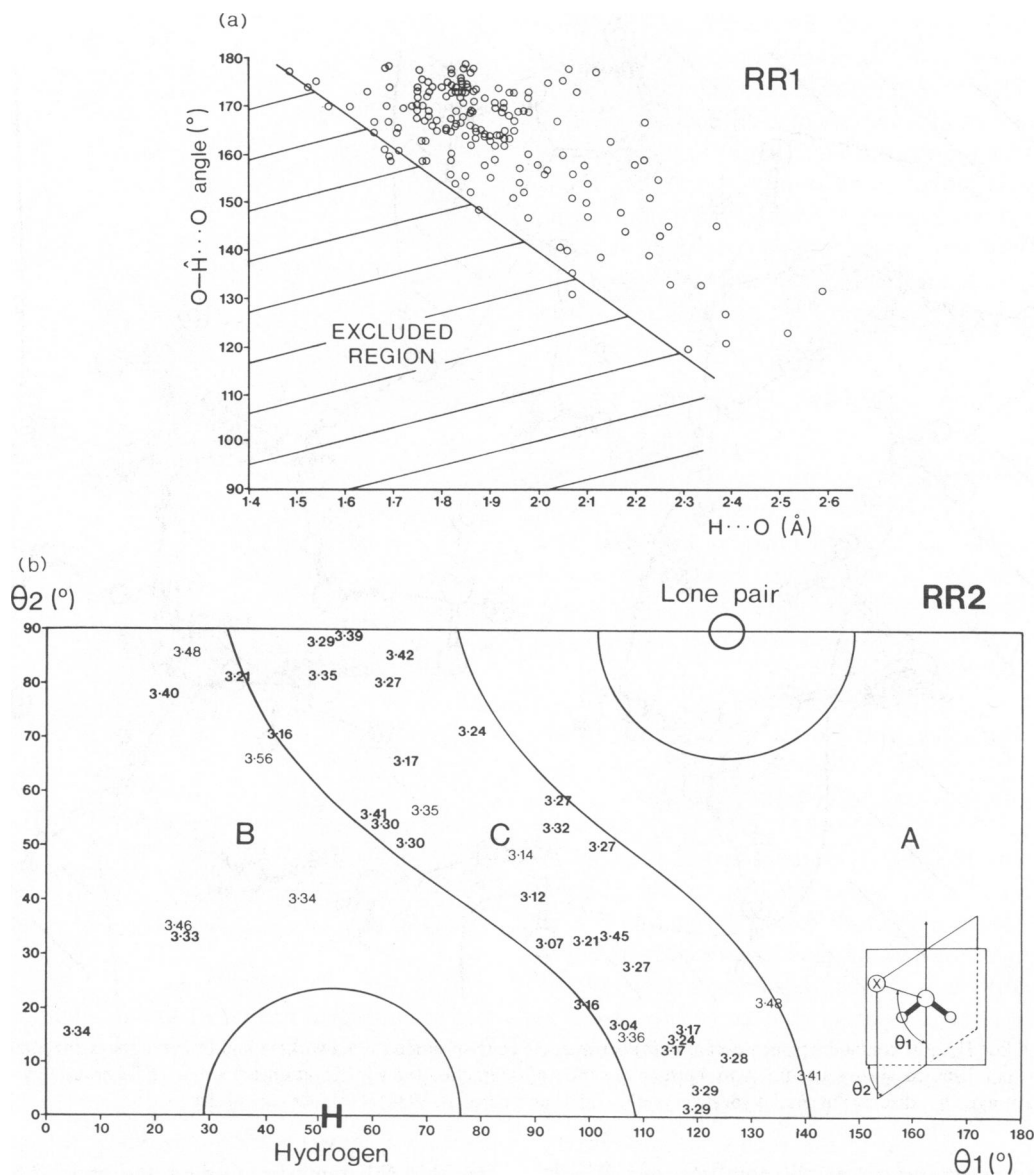 (a)
RR1
180
170
160
150
140
130
120
110
100
90
O–Ĥ···O angle (°)
EXCLUDED
REGION
1·4 1·5 1·6 1·7 1·8 1·9 2·0 2·1 2·2 2·3 2·4 2·5 2·6
H···O (Å)
(b)
θ2 (°)
Lone pair
RR2
90
80
70
60
50
40
30
20
10
0
3·48 3·29 3·39
3·42
3·21 3·35 3·27
3·40
3·16 3·24
3·56 3·17
3·41 3·35 3·27
3·30 3·32
B C A
3·30 3·27
3·14
3·34 3·12
3·46
3·33 3·07 3·21 3·45
3·27
3·16 3·48
3·34 3·04 3·17
3·36 3·24
3·17 3·28
3·41
3·29
3·29
X
θ1
θ2
H
0 10 20 30 40 50 60 70 80 90 100 110 120 130 140 150 160 170 180
Hydrogen
θ1(°)